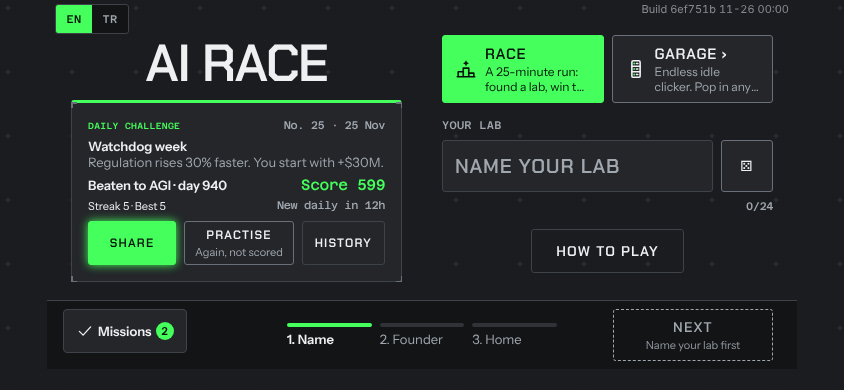 EN TR
Build 6ef751b 11-26 00:00
AI RACE
DAILY CHALLENGE No. 25 · 25 Nov
Watchdog week
Regulation rises 30% faster. You start with +$30M.
Beaten to AGI · day 940 Score 599
Streak 5 · Best 5 New daily in 12h
SHARE
PRACTISE
Again, not scored
HISTORY
RACE
A 25-minute run:
found a lab, win t...
GARAGE ›
Endless idle
clicker. Pop in any...
YOUR LAB
NAME YOUR LAB
0/24
HOW TO PLAY
Missions 2
1. Name
2. Founder
3. Home
NEXT
Name your lab first